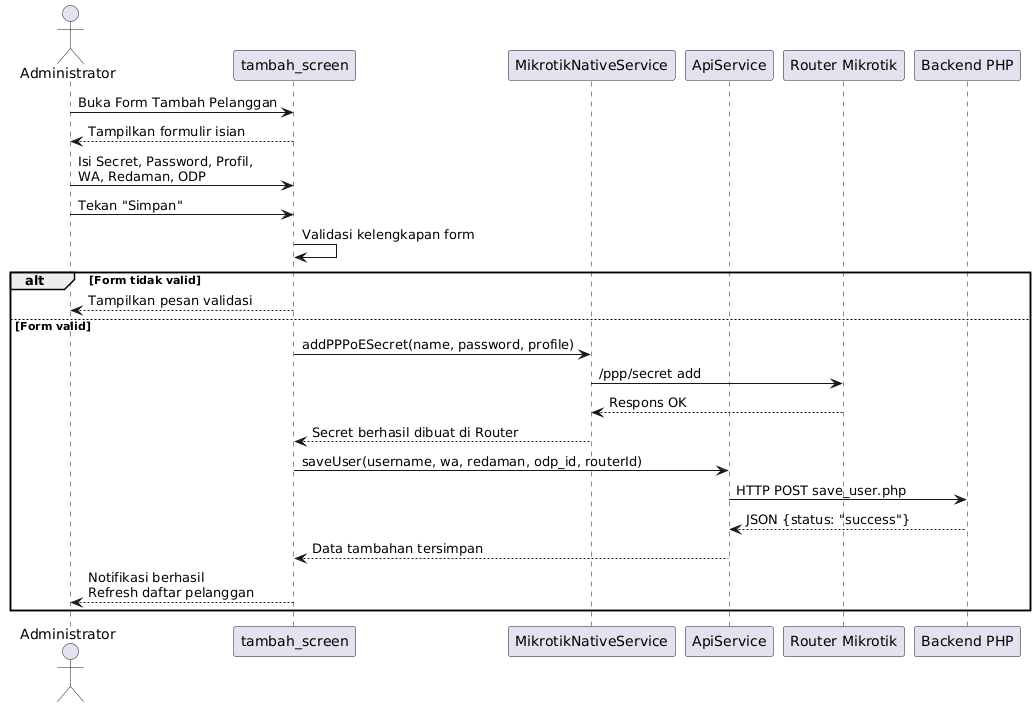 Administrator
tambah_screen
MikrotikNativeService
ApiService
Router Mikrotik
Backend PHP
Buka Form Tambah Pelanggan
Tampilkan formulir isian
Isi Secret, Password, Profil,
WA, Redaman, ODP
Tekan "Simpan"
Validasi kelengkapan form
alt
[Form tidak valid]
Tampilkan pesan validasi
[Form valid]
addPPPoESecret(name, password, profile)
/ppp/secret add
Respons OK
Secret berhasil dibuat di Router
saveUser(username, wa, redaman, odp_id, routerId)
HTTP POST save_user.php
JSON {status: "success"}
Data tambahan tersimpan
Notifikasi berhasil
Refresh daftar pelanggan
Administrator
tambah_screen
MikrotikNativeService
ApiService
Router Mikrotik
Backend PHP